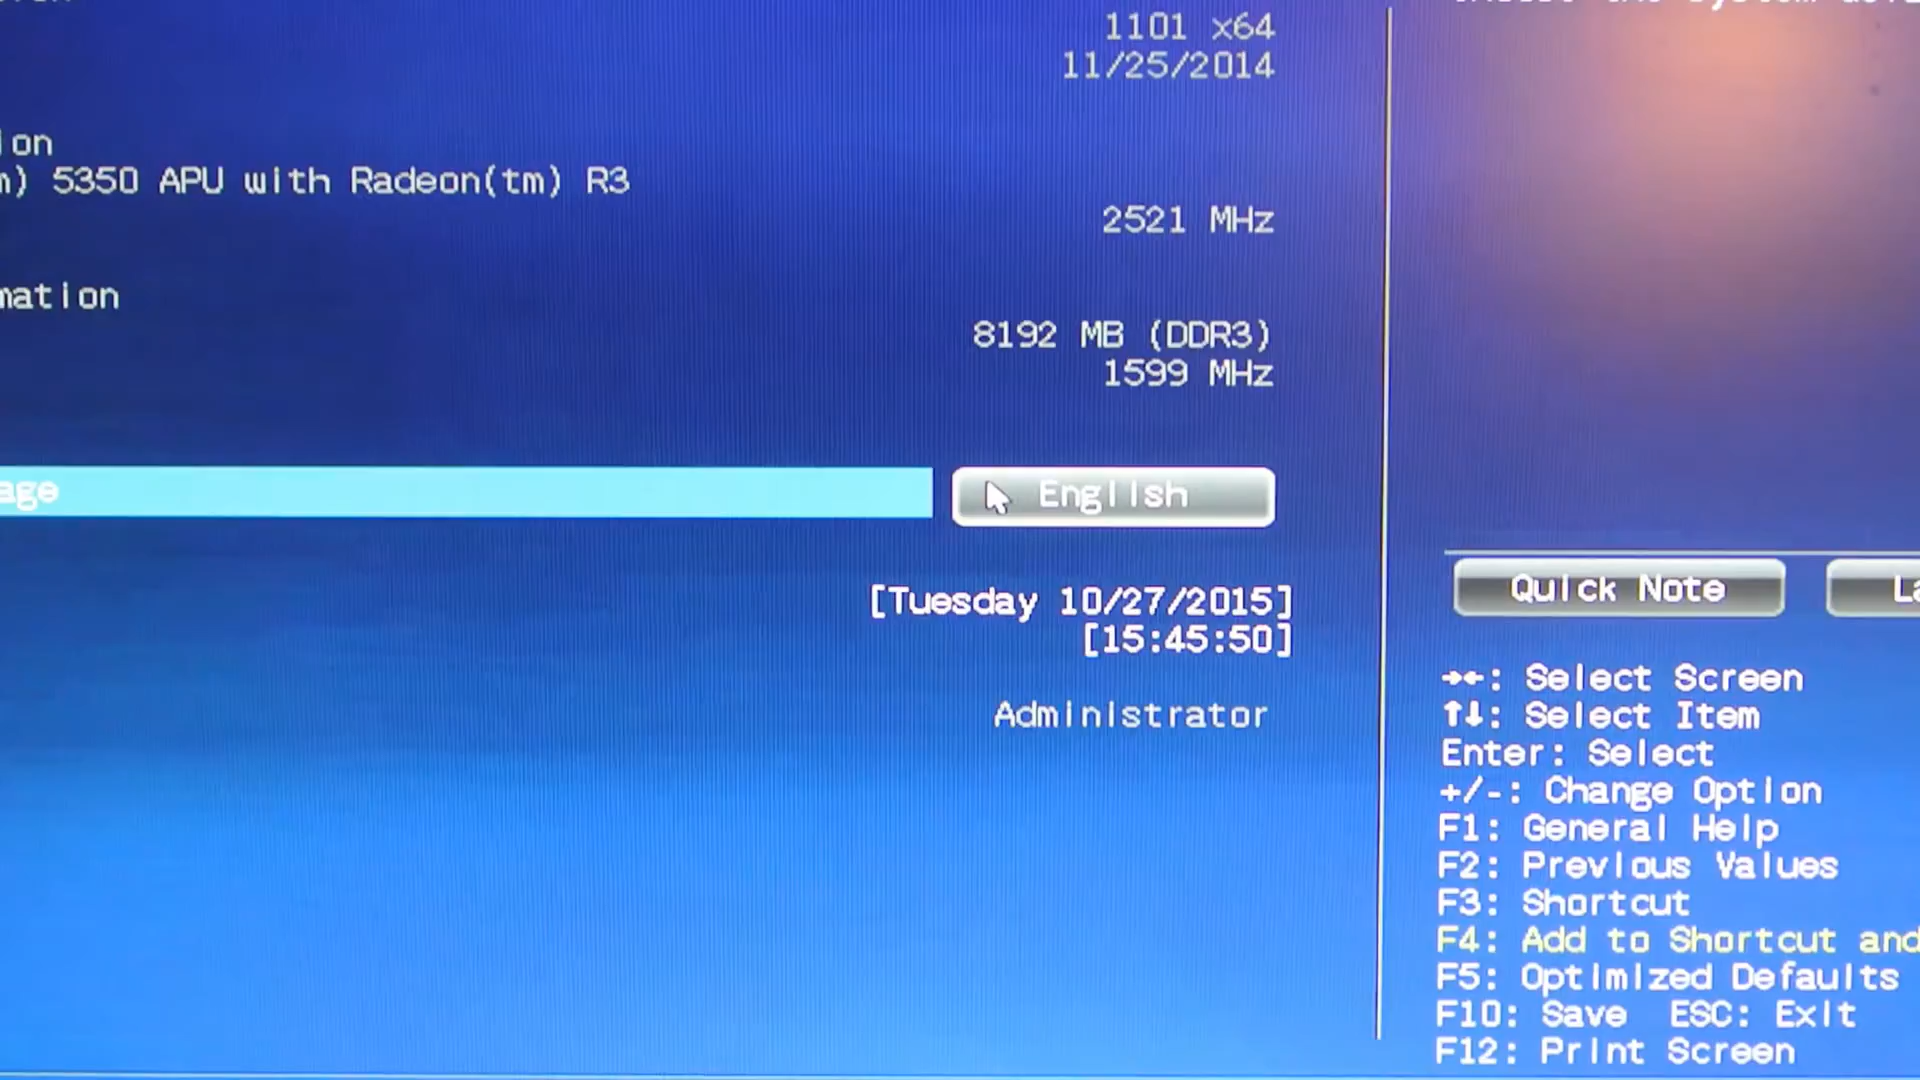 1101 x64
11/25/2014
5350 APU with Radeon(tm) R3
2521 MHz
8192 MB (DDR3)
1599 MHz
English
[Tuesday 10/27/2015]
[15:45:50]
Administrator
Quick Note
→←: Select Screen
↑↓: Select Item
Enter: Select
+/-: Change Option
F1: General Help
F2: Previous Values
F3: Shortcut
F4: Add to Shortcut and
F5: Optimized Defaults
F10: Save ESC: Exit
F12: Print Screen